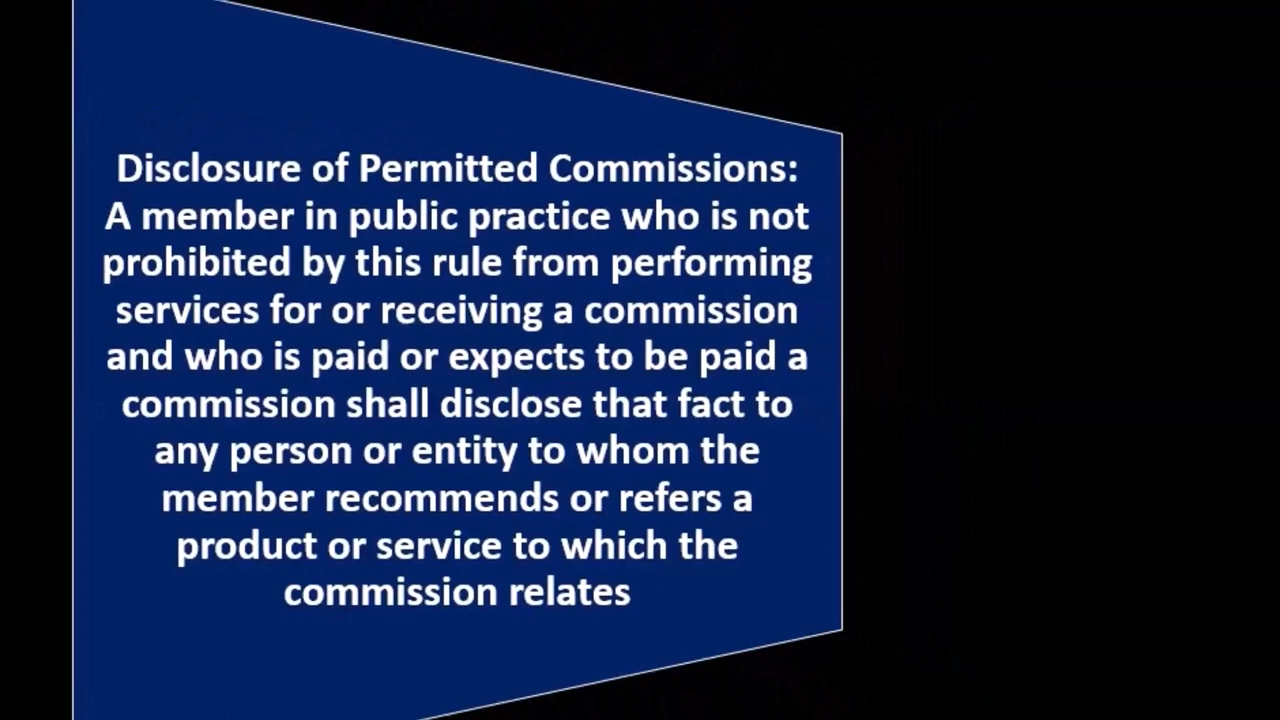 Disclosure of Permitted Commissions:
A member in public practice who is not
prohibited by this rule from performing
services for or receiving a commission
and who is paid or expects to be paid a
commission shall disclose that fact to
any person or entity to whom the
member recommends or refers a
product or service to which the
commission relates